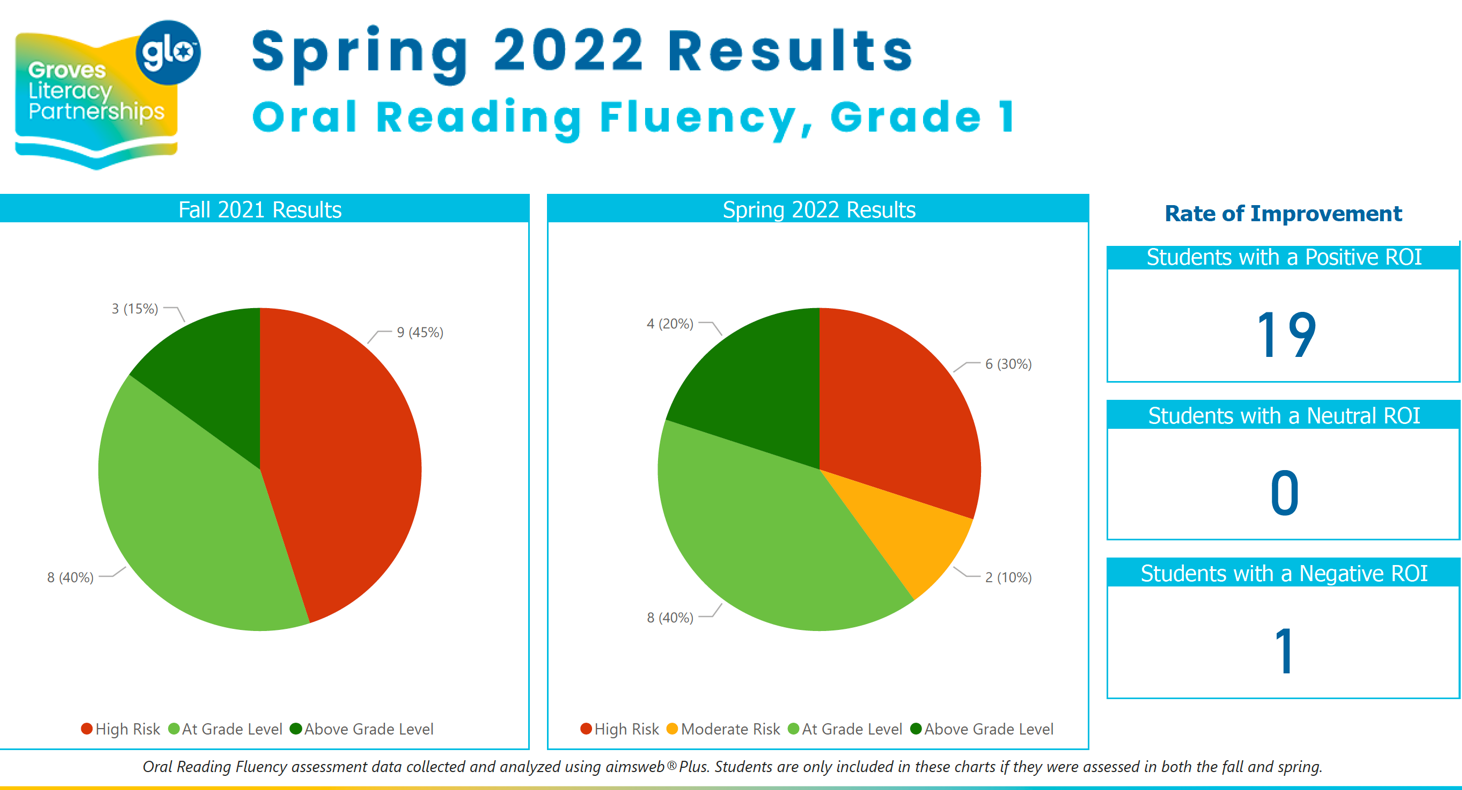 glo
Groves
Literacy
Partnerships
Spring 2022 Results
Oral Reading Fluency, Grade 1
Fall 2021 Results
3 (15%)
9 (45%)
8 (40%)
High Risk At Grade Level Above Grade Level
Spring 2022 Results
4 (20%)
6 (30%)
2 (10%)
8 (40%)
High Risk Moderate Risk At Grade Level Above Grade Level
Rate of Improvement
Students with a Positive ROI
19
Students with a Neutral ROI
0
Students with a Negative ROI
1
Oral Reading Fluency assessment data collected and analyzed using aimsweb®Plus. Students are only included in these charts if they were assessed in both the fall and spring.